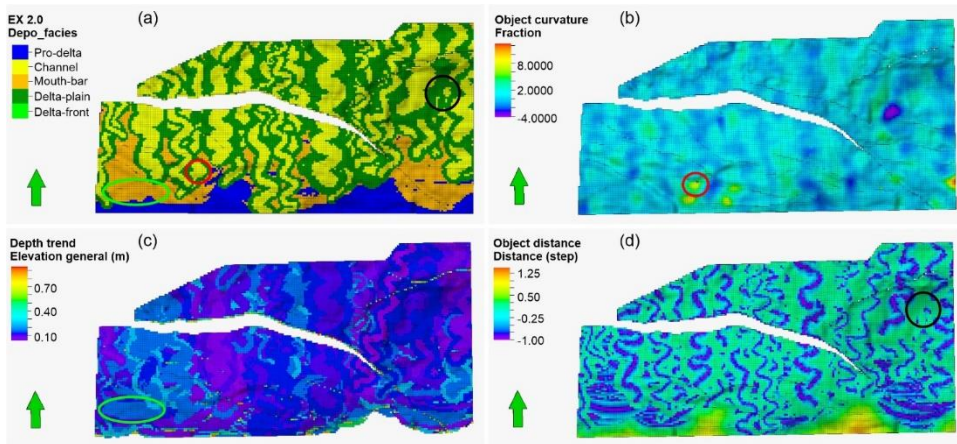 (a)
EX 2.0
Depo_facies
Pro-delta
Channel
Mouth-bar
Delta-plain
Delta-front
(b)
Object curvature
Fraction
8.0000
2.0000
-4.0000
(c)
Depth trend
Elevation general (m)
0.70
0.40
0.10
(d)
Object distance
Distance (step)
1.25
0.50
-0.25
-1.00